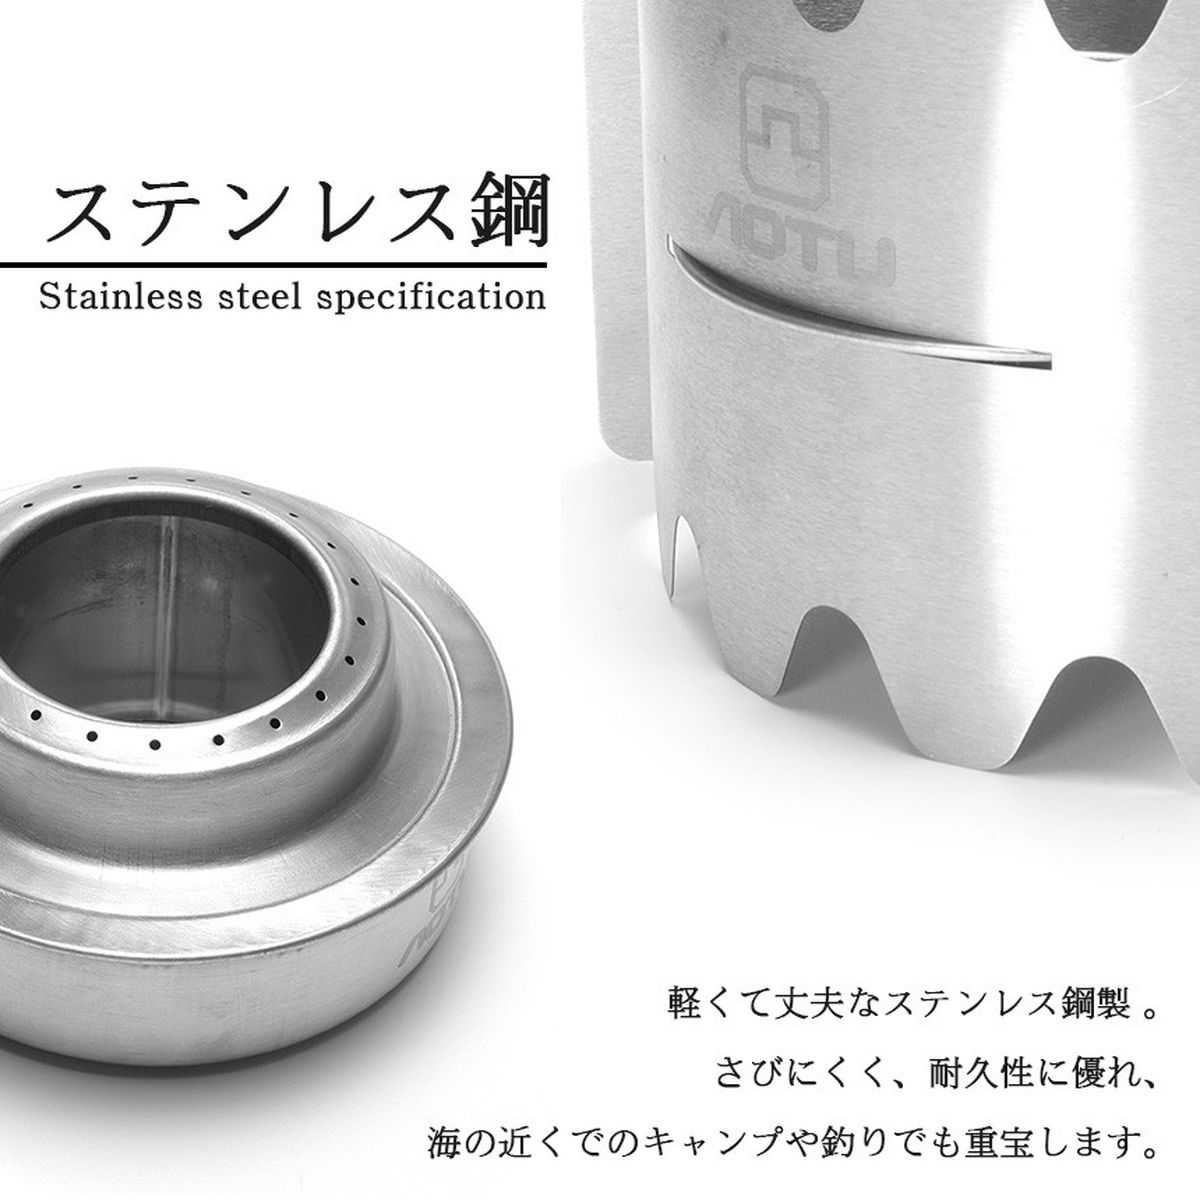 ステンレス鋼
Stainless steel specification
AOTU
AOTU
軽くて丈夫なステンレス鋼製。
さびにくく、耐久性に優れ、
海の近くでのキャンプや釣りでも重宝します。